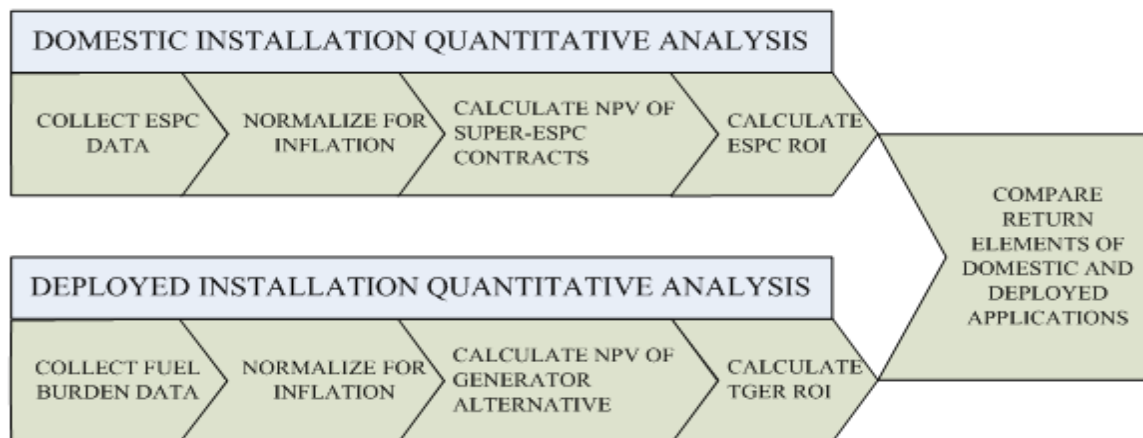 DOMESTIC INSTALLATION QUANTITATIVE ANALYSIS
COLLECT ESPC
DATA
NORMALIZE FOR
INFLATION
CALCULATE NPV OF
SUPER-ESPC
CONTRACTS
CALCULATE
ESPC ROI
DEPLOYED INSTALLATION QUANTITATIVE ANALYSIS
COLLECT FUEL
BURDEN DATA
NORMALIZE FOR
INFLATION
CALCULATE NPV OF
GENERATOR
ALTERNATIVE
CALCULATE
TGER ROI
COMPARE
RETURN
ELEMENTS OF
DOMESTIC AND
DEPLOYED
APPLICATIONS